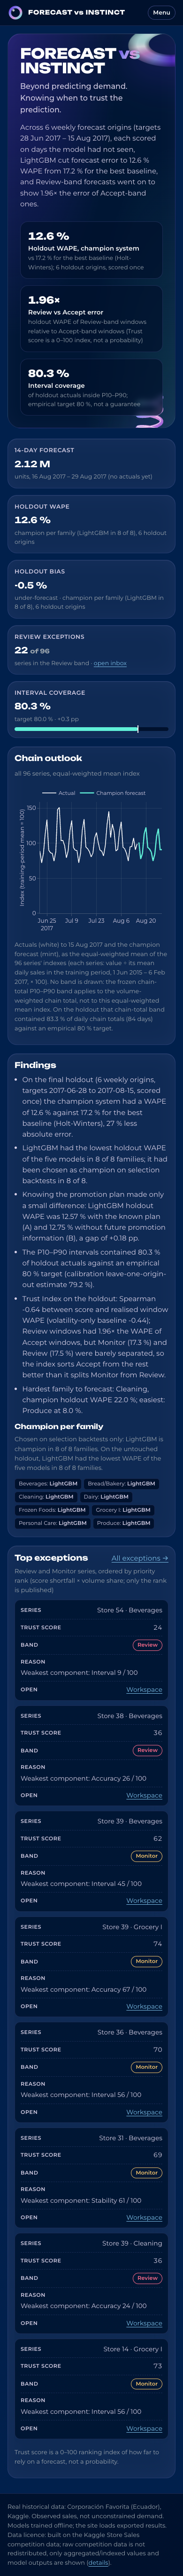 FORECAST vs INSTINCT
Menu
FORECAST vs
INSTINCT
Beyond predicting demand.
Knowing when to trust the
prediction.
Across 6 weekly forecast origins (targets
28 Jun 2017 – 15 Aug 2017), each scored
on days the model had not seen,
LightGBM cut forecast error to 12.6 %
WAPE from 17.2 % for the best baseline,
and Review-band forecasts went on to
show 1.96× the error of Accept-band
ones.
12.6 %
Holdout WAPE, champion system
vs 17.2 % for the best baseline (Holt-
Winters); 6 holdout origins, scored once
1.96×
Review vs Accept error
holdout WAPE of Review-band windows
relative to Accept-band windows (Trust
score is a 0–100 index, not a probability)
80.3 %
Interval coverage
of holdout actuals inside P10–P90;
empirical target 80 %, not a guarantee
14-DAY FORECAST
2.12 M
units, 16 Aug 2017 – 29 Aug 2017 (no actuals yet)
HOLDOUT WAPE
12.6 %
champion per family (LightGBM in 8 of 8), 6 holdout
origins
HOLDOUT BIAS
-0.5 %
under-forecast · champion per family (LightGBM in
8 of 8), 6 holdout origins
REVIEW EXCEPTIONS
22 of 96
series in the Review band · open inbox
INTERVAL COVERAGE
80.3 %
target 80.0 % · +0.3 pp
Chain outlook
all 96 series, equal-weighted mean index
Actual
Champion forecast
Index (training-period mean = 100)
150
100
50
0
Jun 25
2017
Jul 9
Jul 23
Aug 6
Aug 20
Actuals (white) to 15 Aug 2017 and the champion
forecast (mint), as the equal-weighted mean of the
96 series' indexes (each series: value ÷ its mean
daily sales in the training period, 1 Jun 2015 – 6 Feb
2017, × 100). No band is drawn: the frozen chain-
total P10–P90 band applies to the volume-
weighted chain total, not to this equal-weighted
mean index. On the holdout that chain-total band
contained 83.3 % of daily chain totals (84 days)
against an empirical 80 % target.
Findings
• On the final holdout (6 weekly origins,
targets 2017-06-28 to 2017-08-15, scored
once) the champion system had a WAPE
of 12.6 % against 17.2 % for the best
baseline (Holt-Winters), 27 % less
absolute error.
• LightGBM had the lowest holdout WAPE
of the five models in 8 of 8 families; it had
been chosen as champion on selection
backtests in 8 of 8.
• Knowing the promotion plan made only
a small difference: LightGBM holdout
WAPE was 12.57 % with the known plan
(A) and 12.75 % without future promotion
information (B), a gap of +0.18 pp.
• The P10–P90 intervals contained 80.3 %
of holdout actuals against an empirical
80 % target (calibration leave-one-origin-
out estimate 79.2 %).
• Trust Index on the holdout: Spearman
-0.64 between score and realised window
WAPE (volatility-only baseline -0.44);
Review windows had 1.96× the WAPE of
Accept windows, but Monitor (17.3 %) and
Review (17.5 %) were barely different, so
the index sorts Accept from the rest
better than it splits Monitor from Review.
• Hardest family to forecast: Cleaning,
champion holdout WAPE 22.0 %; easiest:
Produce at 8.0 %.
Champion per family
Chosen on selection backtests only: LightGBM is
champion in 8 of 8 families. On the untouched
holdout, LightGBM had the lowest WAPE of the
five models in 8 of 8 families.
Beverages: LightGBM
Bread/Bakery: LightGBM
Cleaning: LightGBM
Dairy: LightGBM
Frozen Foods: LightGBM
Grocery I: LightGBM
Personal Care: LightGBM
Produce: LightGBM
Top exceptions
All exceptions →
Review and Monitor series, ordered by priority
rank (score shortfall + volume share; only the rank
is published)
SERIES Store 54 · Beverages
TRUST SCORE 24
BAND Review
REASON
Weakest component: Interval 9 / 100
OPEN Workspace
SERIES Store 38 · Beverages
TRUST SCORE 36
BAND Review
REASON
Weakest component: Accuracy 26 / 100
OPEN Workspace
SERIES Store 39 · Beverages
TRUST SCORE 62
BAND Monitor
REASON
Weakest component: Interval 45 / 100
OPEN Workspace
SERIES Store 39 · Grocery I
TRUST SCORE 74
BAND Monitor
REASON
Weakest component: Accuracy 67 / 100
OPEN Workspace
SERIES Store 36 · Beverages
TRUST SCORE 70
BAND Monitor
REASON
Weakest component: Interval 56 / 100
OPEN Workspace
SERIES Store 31 · Beverages
TRUST SCORE 69
BAND Monitor
REASON
Weakest component: Stability 61 / 100
OPEN Workspace
SERIES Store 39 · Cleaning
TRUST SCORE 36
BAND Review
REASON
Weakest component: Accuracy 24 / 100
OPEN Workspace
SERIES Store 14 · Grocery I
TRUST SCORE 73
BAND Monitor
REASON
Weakest component: Interval 56 / 100
OPEN Workspace
Trust score is a 0–100 ranking index of how far to
rely on a forecast, not a probability.
Real historical data: Corporación Favorita (Ecuador),
Kaggle. Observed sales, not unconstrained demand.
Models trained offline; the site loads exported results.
Data licence: built on the Kaggle Store Sales
competition data; raw competition data is not
redistributed, only aggregated/indexed values and
model outputs are shown (details).